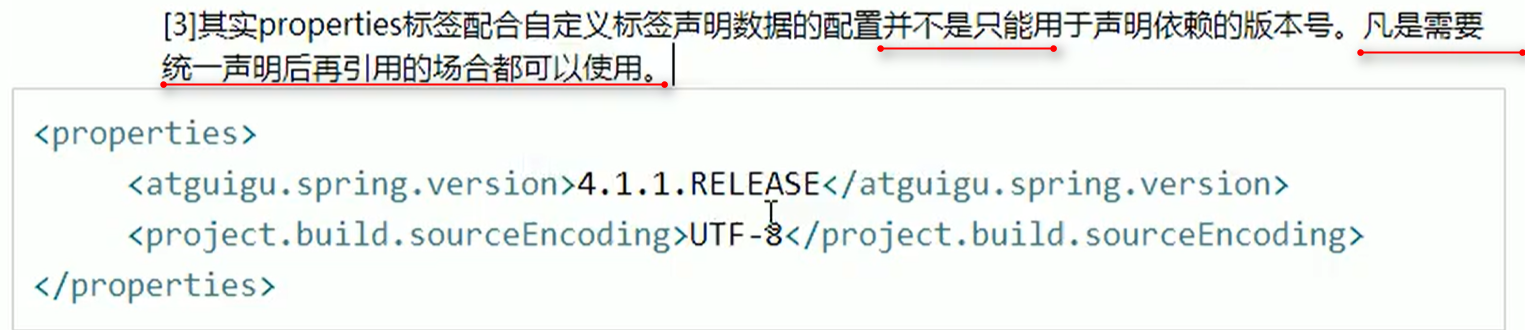 [3]其实properties标签配合自定义标签声明数据的配置并不是只能用于声明依赖的版本号。凡是需要
统一声明后再引用的场合都可以使用。
<properties>
<atguigu.spring.version>4.1.1.RELEASE</atguigu.spring.version>
<project.build.sourceEncoding>UTF-8</project.build.sourceEncoding>
</properties>